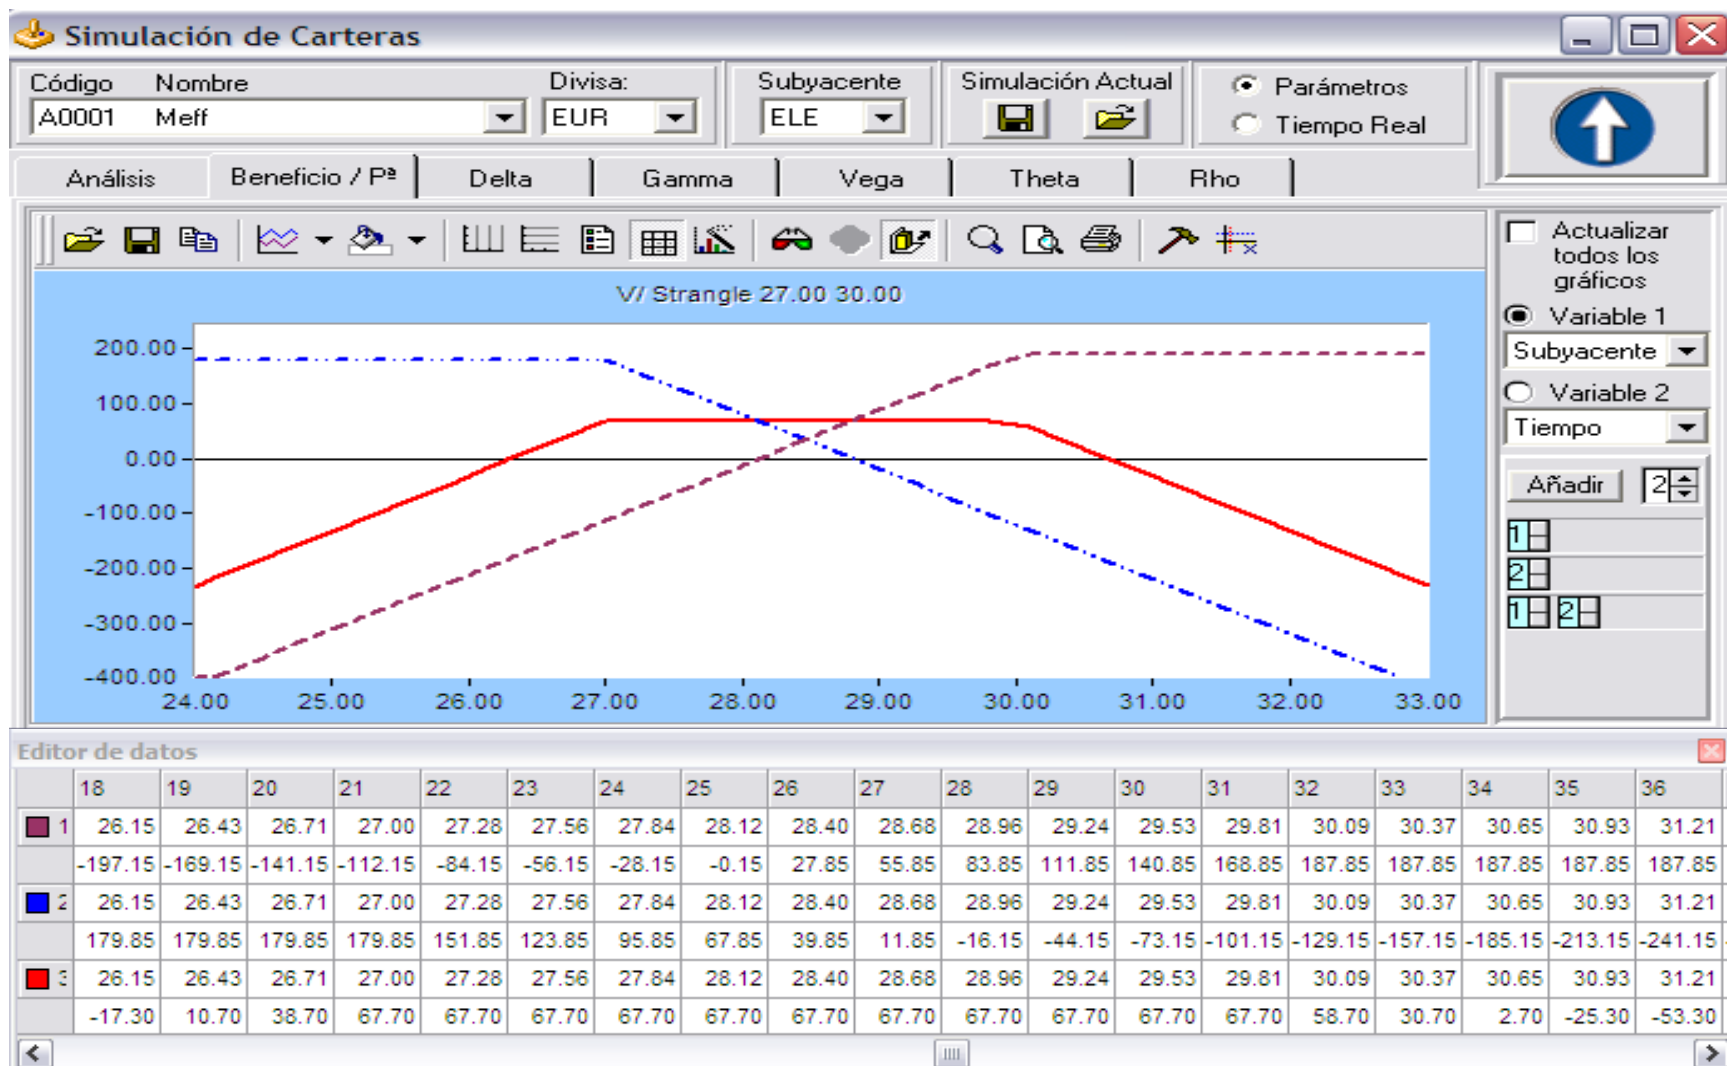 Simulación de Carteras
Código Nombre Divisa: Subyacente Simulación Actual Parámetros
A0001 Meff EUR ELE Tiempo Real
Análisis Beneficio / Pª Delta Gamma Vega Theta Rho
Actualizar
todos los
gráficos
Variable 1
Subyacente
Variable 2
Tiempo
Añadir 2
1
2
1 2
V/ Strangle 27.00 30.00
200.00
100.00
0.00
-100.00
-200.00
-300.00
-400.00
24.00 25.00 26.00 27.00 28.00 29.00 30.00 31.00 32.00 33.00
Editor de datos
18 19 20 21 22 23 24 25 26 27 28 29 30 31 32 33 34 35 36
1 26.15 26.43 26.71 27.00 27.28 27.56 27.84 28.12 28.40 28.68 28.96 29.24 29.53 29.81 30.09 30.37 30.65 30.93 31.21
-197.15 -169.15 -141.15 -112.15 -84.15 -56.15 -28.15 -0.15 27.85 55.85 83.85 111.85 140.85 168.85 187.85 187.85 187.85 187.85 187.85
2 26.15 26.43 26.71 27.00 27.28 27.56 27.84 28.12 28.40 28.68 28.96 29.24 29.53 29.81 30.09 30.37 30.65 30.93 31.21
179.85 179.85 179.85 179.85 151.85 123.85 95.85 67.85 39.85 11.85 -16.15 -44.15 -73.15 -101.15 -129.15 -157.15 -185.15 -213.15 -241.15
3 26.15 26.43 26.71 27.00 27.28 27.56 27.84 28.12 28.40 28.68 28.96 29.24 29.53 29.81 30.09 30.37 30.65 30.93 31.21
-17.30 10.70 38.70 67.70 67.70 67.70 67.70 67.70 67.70 67.70 67.70 67.70 67.70 67.70 58.70 30.70 2.70 -25.30 -53.30